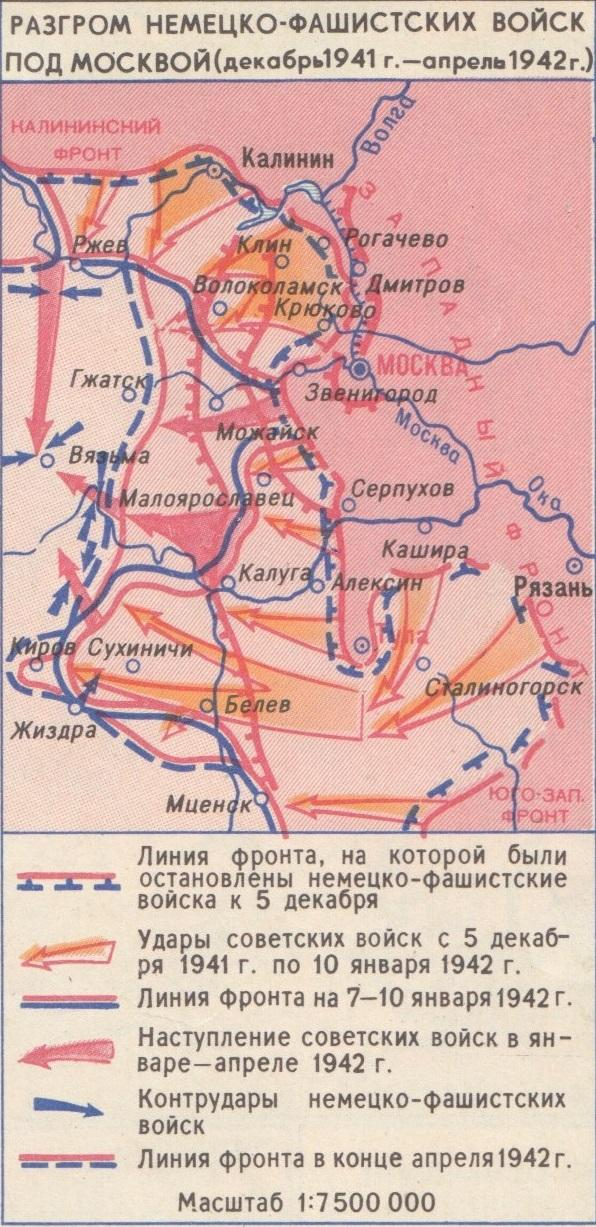 РАЗГРОМ НЕМЕЦКО-ФАШИСТСКИХ ВОЙСК
ПОД МОСКВОЙ (декабрь 1941 г.—апрель 1942 г.)
КАЛИНИНСКИЙ
ФРОНТ
Калинин
Волга
ЗАПАДНЫЙ ФРОНТ
Ржев
Клин
Рогачево
Волоколамск
Дмитров
Крюково
МОСКВА
Гжатск
Звенигород
Можайск
Москва
Вязьма
Малоярославец
Серпухов
Ока
Кашира
Калуга
Алексин
Рязань
Тула
Киров
Сухиничи
Сталиногорск
Белев
Жиздра
Мценск
ЮГО-ЗАП.
ФРОНТ
Линия фронта, на которой были
остановлены немецко-фашистские
войска к 5 декабря
Удары советских войск с 5 декаб-
ря 1941 г. по 10 января 1942 г.
Линия фронта на 7—10 января 1942 г.
Наступление советских войск в ян-
варе—апреле 1942 г.
Контрудары немецко-фашистских
войск
Линия фронта в конце апреля 1942 г.
Масштаб 1:7 500 000